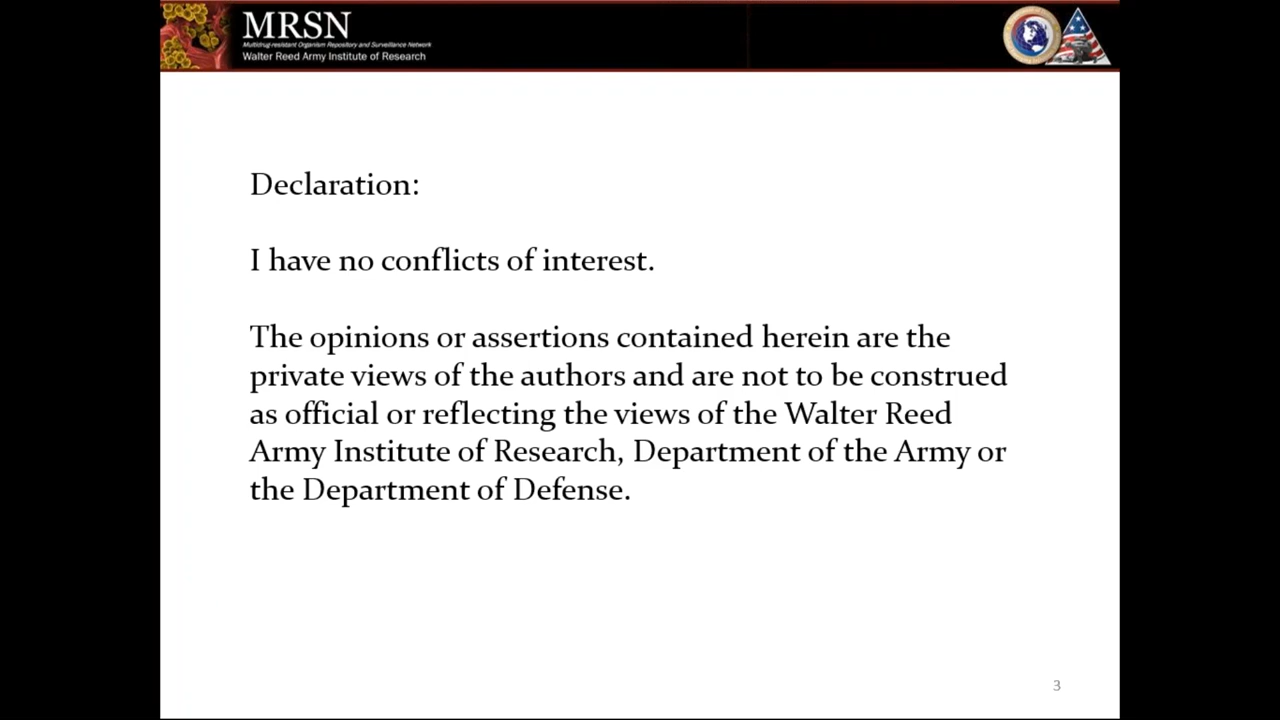 MRSN
Multidrug-resistant Organism Repository and Surveillance Network
Walter Reed Army Institute of Research
Declaration:
I have no conflicts of interest.
The opinions or assertions contained herein are the
private views of the authors and are not to be construed
as official or reflecting the views of the Walter Reed
Army Institute of Research, Department of the Army or
the Department of Defense.
3